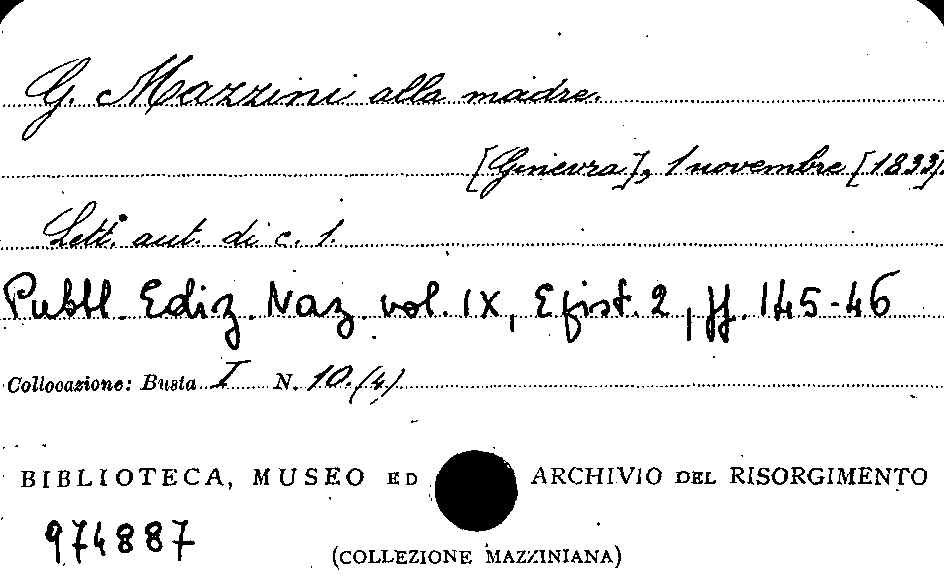 G. Mazzini alla madre.
[Ginevra], 1 novembre [1833].
Lett. aut. di c. 1.
Pubbl. Ediz. Naz. vol. IX, Epist. 2, pp. 145-46
Collocazione: Busta I N. 10.(4)
BIBLIOTECA, MUSEO ED ARCHIVIO DEL RISORGIMENTO
974887
(COLLEZIONE MAZZINIANA)